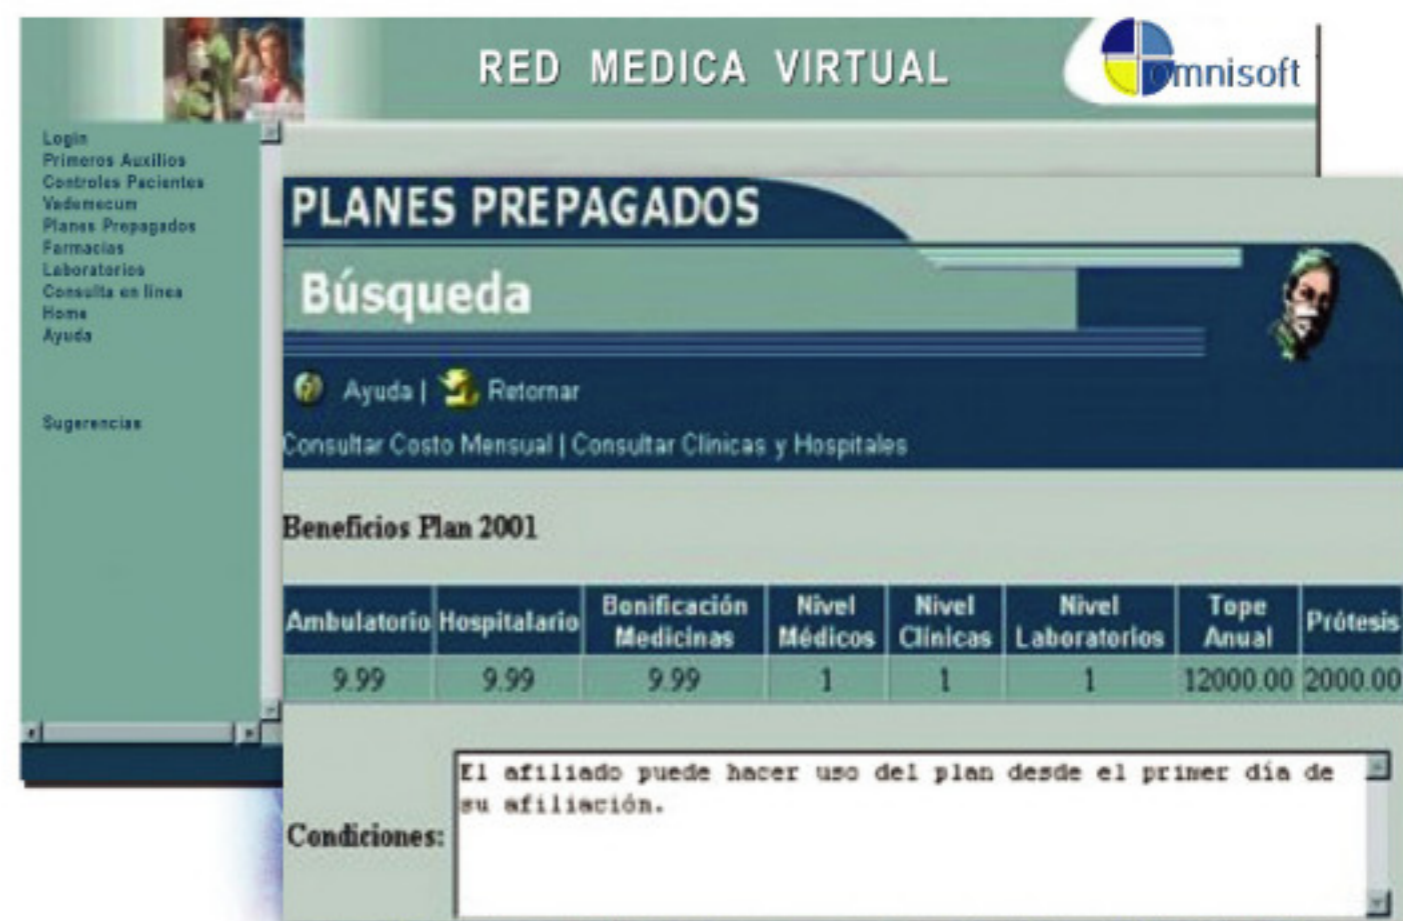 RED MEDICA VIRTUAL
omnisoft
Login
Primeros Auxilios
Controles Pacientes
Vademecum
Planes Prepagados
Farmacias
Laboratorios
Consulta en linea
Home
Ayuda
Sugerencias
PLANES PREPAGADOS
Búsqueda
Ayuda | Retornar
Consultar Costo Mensual | Consultar Clinicas y Hospitales
Beneficios Plan 2001
Ambulatorio Hospitalario Bonificación Medicinas Nivel Médicos Nivel Clinicas Nivel Laboratorios Tope Anual Prótesis
9.99 9.99 9.99 1 1 1 12000.00 2000.00
Condiciones:
El afiliado puede hacer uso del plan desde el primer día de
su afiliación.